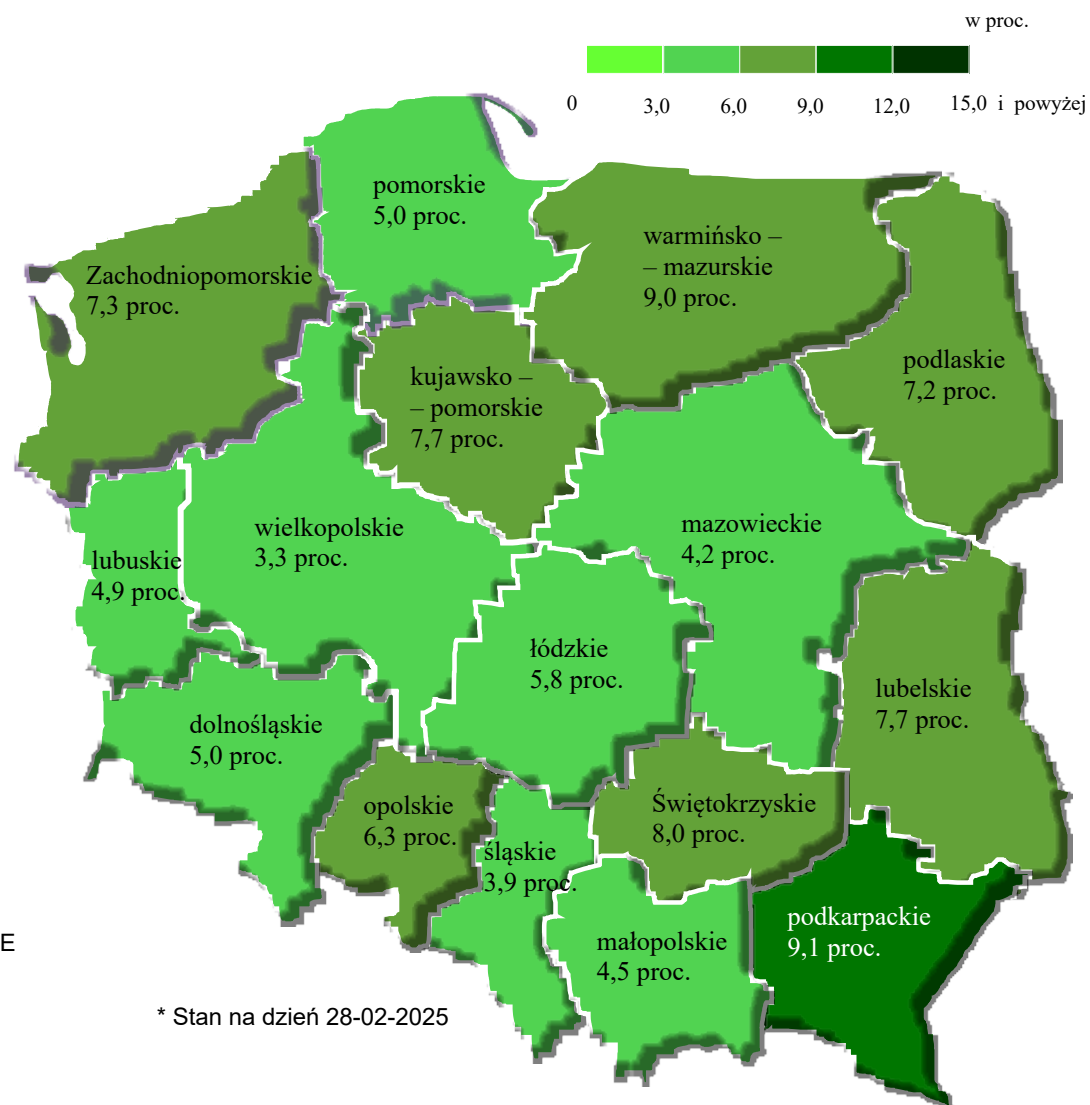 w proc.
0 3,0 6,0 9,0 12,0 15,0 i powyżej
pomorskie
5,0 proc.
warmińsko –
– mazurskie
9,0 proc.
Zachodniopomorskie
7,3 proc.
podlaskie
7,2 proc.
kujawsko –
– pomorskie
7,7 proc.
wielkopolskie
3,3 proc.
mazowieckie
4,2 proc.
lubuskie
4,9 proc.
łódzkie
5,8 proc.
lubelskie
7,7 proc.
dolnośląskie
5,0 proc.
opolskie
6,3 proc.
Świętokrzyskie
8,0 proc.
śląskie
3,9 proc.
podkarpackie
9,1 proc.
małopolskie
4,5 proc.
E
* Stan na dzień 28-02-2025